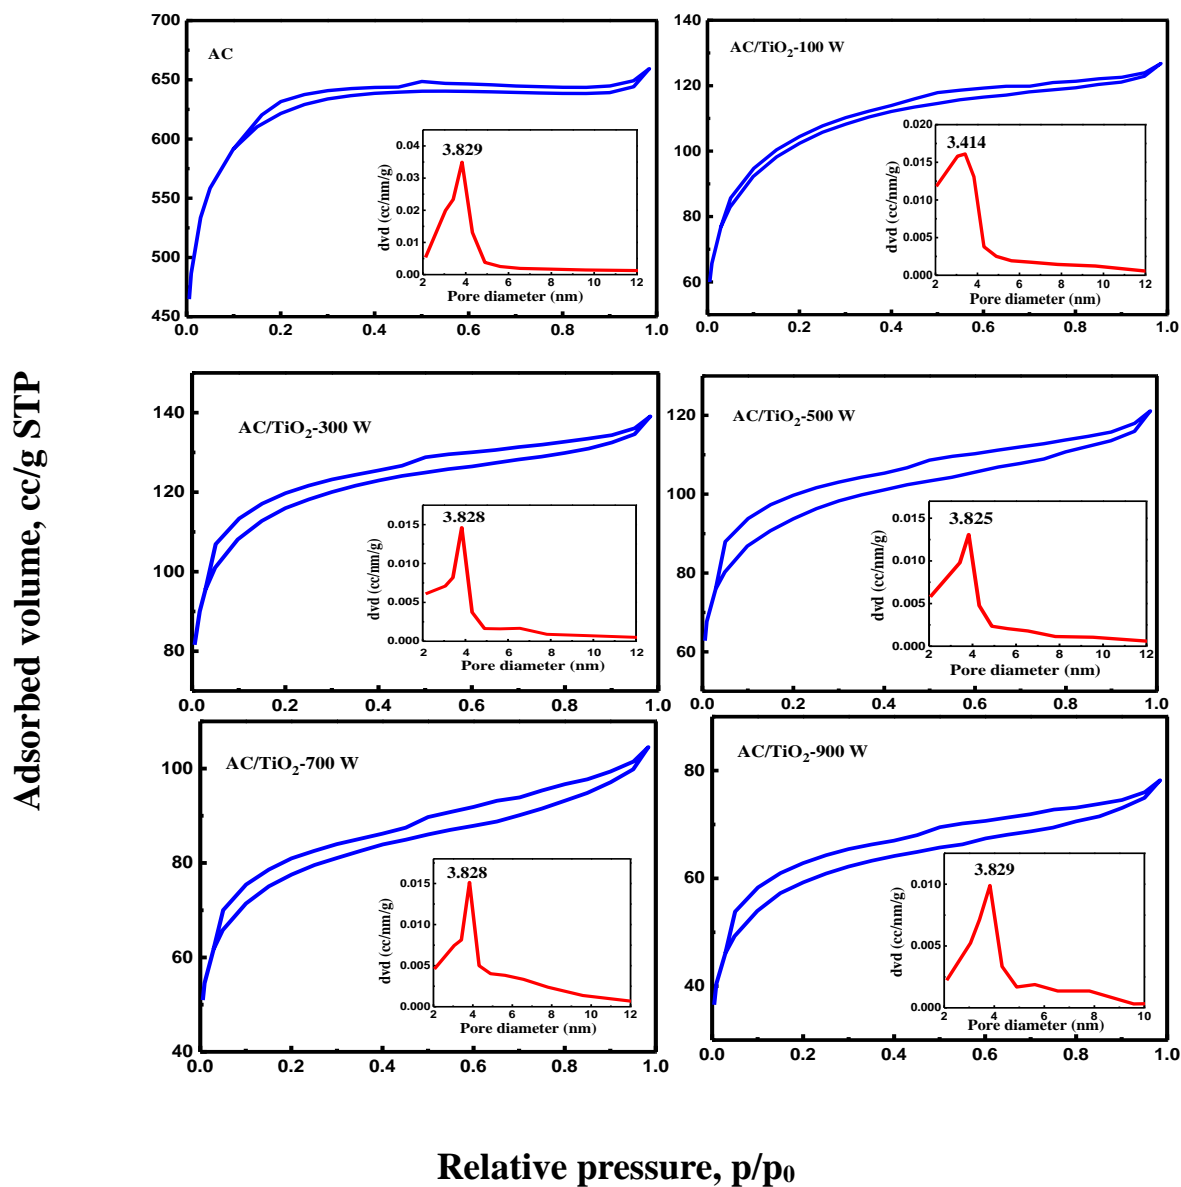 Adsorbed volume, cc/g STP
700
650
600
550
500
450
0.0 0.2 0.4 0.6 0.8 1.0
AC
3.829
dvd (cc/nm/g)
0.04
0.03
0.02
0.01
0.00
2 4 6 8 10 12
Pore diameter (nm)
140
120
100
80
60
0.0 0.2 0.4 0.6 0.8 1.0
AC/TiO₂-100 W
3.414
dvd (cc/nm/g)
0.020
0.015
0.010
0.005
0.000
2 4 6 8 10 12
Pore diameter (nm)
140
120
100
80
0.0 0.2 0.4 0.6 0.8 1.0
AC/TiO₂-300 W
3.828
dvd (cc/nm/g)
0.015
0.010
0.005
0.000
2 4 6 8 10 12
Pore diameter (nm)
120
100
80
60
0.0 0.2 0.4 0.6 0.8 1.0
AC/TiO₂-500 W
3.825
dvd (cc/nm/g)
0.015
0.010
0.005
0.000
2 4 6 8 10 12
Pore diameter (nm)
100
80
60
40
0.0 0.2 0.4 0.6 0.8 1.0
AC/TiO₂-700 W
3.828
dvd (cc/nm/g)
0.015
0.010
0.005
0.000
2 4 6 8 10 12
Pore diameter (nm)
80
60
40
0.0 0.2 0.4 0.6 0.8 1.0
AC/TiO₂-900 W
3.829
dvd (cc/nm/g)
0.010
0.005
0.000
2 4 6 8 10
Pore diameter (nm)
Relative pressure, p/p₀